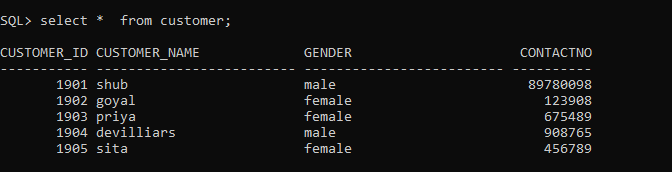 SQL> select *  from customer;
CUSTOMER_ID CUSTOMER_NAME             GENDER                     CONTACTNO
----------- ------------------------- ------------------------- ----------
       1901 shub                      male                        89780098
       1902 goyal                     female                        123908
       1903 priya                     female                        675489
       1904 devilliars                male                          908765
       1905 sita                      female                        456789